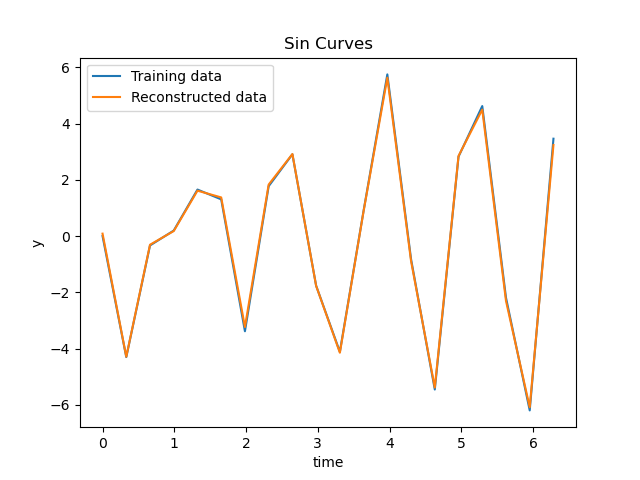 Sin Curves
Training data
Reconstructed data
6
4
2
0
−2
−4
−6
y
0 1 2 3 4 5 6
time